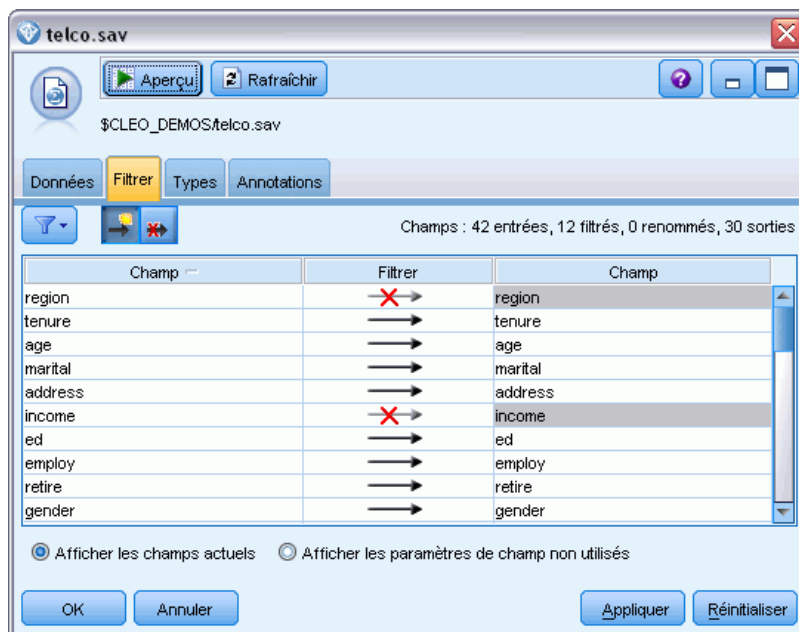 telco.sav
Aperçu Rafraîchir
$CLEO_DEMOS/telco.sav
Données Filtrer Types Annotations
Champs : 42 entrées, 12 filtrés, 0 renommés, 30 sorties
Champ Filtrer Champ
region region
tenure tenure
age age
marital marital
address address
income income
ed ed
employ employ
retire retire
gender gender
Afficher les champs actuels Afficher les paramètres de champ non utilisés
OK Annuler Appliquer Réinitialiser